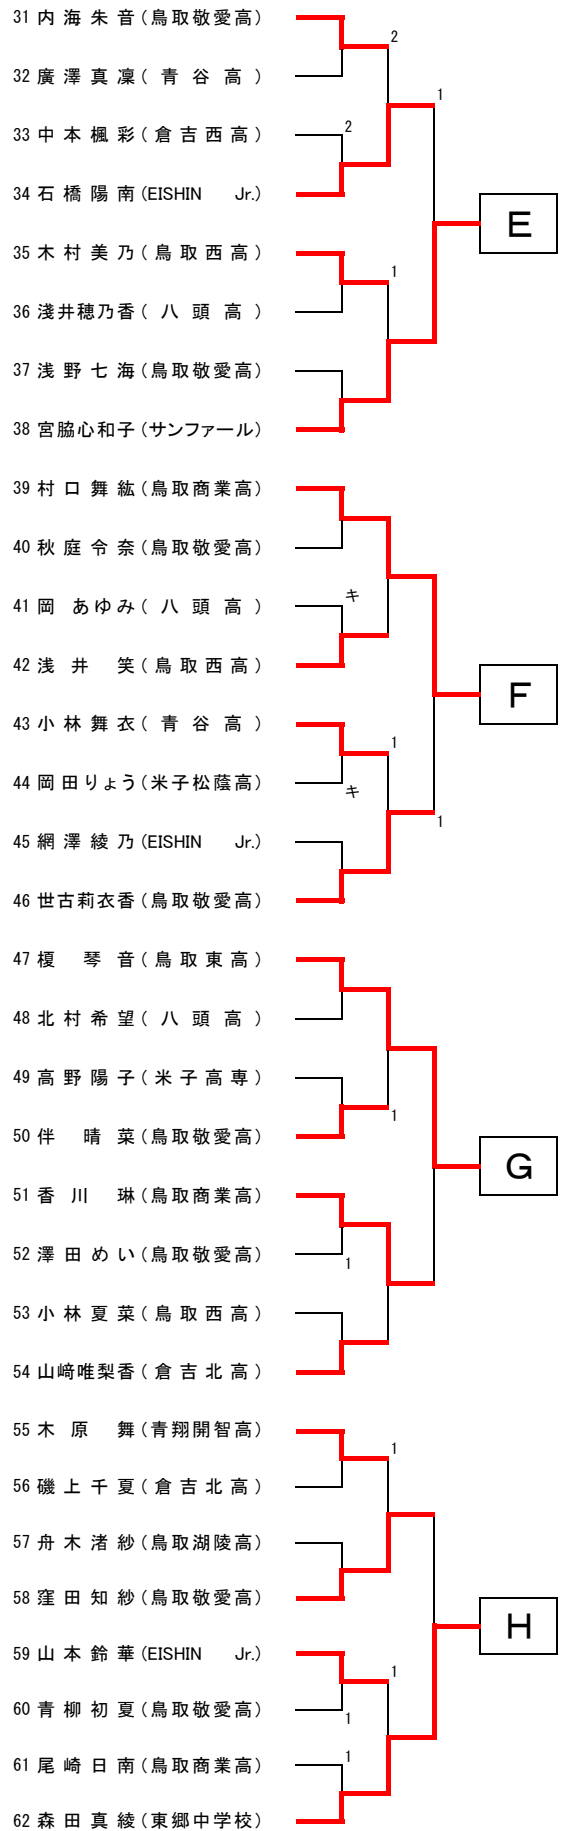 31 内 海 朱 音 (鳥取敬愛高)
2
32 廣 澤 真 凜 ( 青 谷 高 )
1
33 中 本 楓 彩 ( 倉 吉 西 高 )
2
34 石 橋 陽 南 (EISHIN Jr.)
E
35 木 村 美 乃 ( 鳥 取 西 高 )
1
36 淺井穂乃香 ( 八 頭 高 )
37 浅 野 七 海 (鳥取敬愛高)
38 宮脇心和子 (サンファール)
39 村 口 舞 紘 (鳥取商業高)
40 秋 庭 令 奈 (鳥取敬愛高)
41 岡 あゆみ ( 八 頭 高 )
キ
42 浅 井 笑 ( 鳥 取 西 高 )
F
43 小 林 舞 衣 ( 青 谷 高 )
1
44 岡田りょう (米子松蔭高)
キ
45 網 澤 綾 乃 (EISHIN Jr.)
1
46 世古莉衣香 (鳥取敬愛高)
47 榎 琴 音 ( 鳥 取 東 高 )
48 北 村 希 望 ( 八 頭 高 )
49 高 野 陽 子 ( 米 子 高 専 )
1
50 伴 晴 菜 (鳥取敬愛高)
G
51 香 川 琳 (鳥取商業高)
52 澤 田 め い (鳥取敬愛高)
1
53 小 林 夏 菜 ( 鳥 取 西 高 )
54 山﨑唯梨香 ( 倉 吉 北 高 )
55 木 原 舞 (青翔開智高)
1
56 磯 上 千 夏 ( 倉 吉 北 高 )
57 舟 木 渚 紗 (鳥取湖陵高)
58 窪 田 知 紗 (鳥取敬愛高)
H
59 山 本 鈴 華 (EISHIN Jr.)
1
60 青 柳 初 夏 (鳥取敬愛高)
1
61 尾 崎 日 南 (鳥取商業高)
1
62 森 田 真 綾 (東郷中学校)